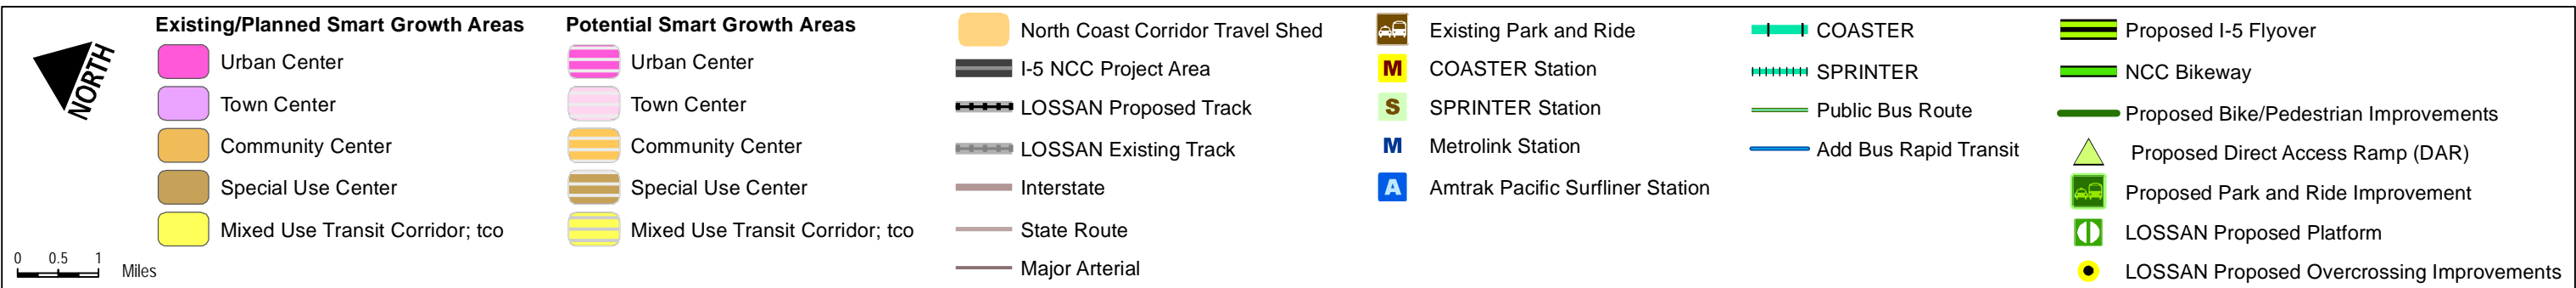 NORTH
0 0.5 1
Miles
Existing/Planned Smart Growth Areas
Urban Center
Town Center
Community Center
Special Use Center
Mixed Use Transit Corridor; tco
Potential Smart Growth Areas
Urban Center
Town Center
Community Center
Special Use Center
Mixed Use Transit Corridor; tco
North Coast Corridor Travel Shed
I-5 NCC Project Area
LOSSAN Proposed Track
LOSSAN Existing Track
Interstate
State Route
Major Arterial
Existing Park and Ride
M COASTER Station
S SPRINTER Station
M Metrolink Station
A Amtrak Pacific Surfliner Station
COASTER
SPRINTER
Public Bus Route
Add Bus Rapid Transit
Proposed I-5 Flyover
NCC Bikeway
Proposed Bike/Pedestrian Improvements
Proposed Direct Access Ramp (DAR)
Proposed Park and Ride Improvement
LOSSAN Proposed Platform
LOSSAN Proposed Overcrossing Improvements